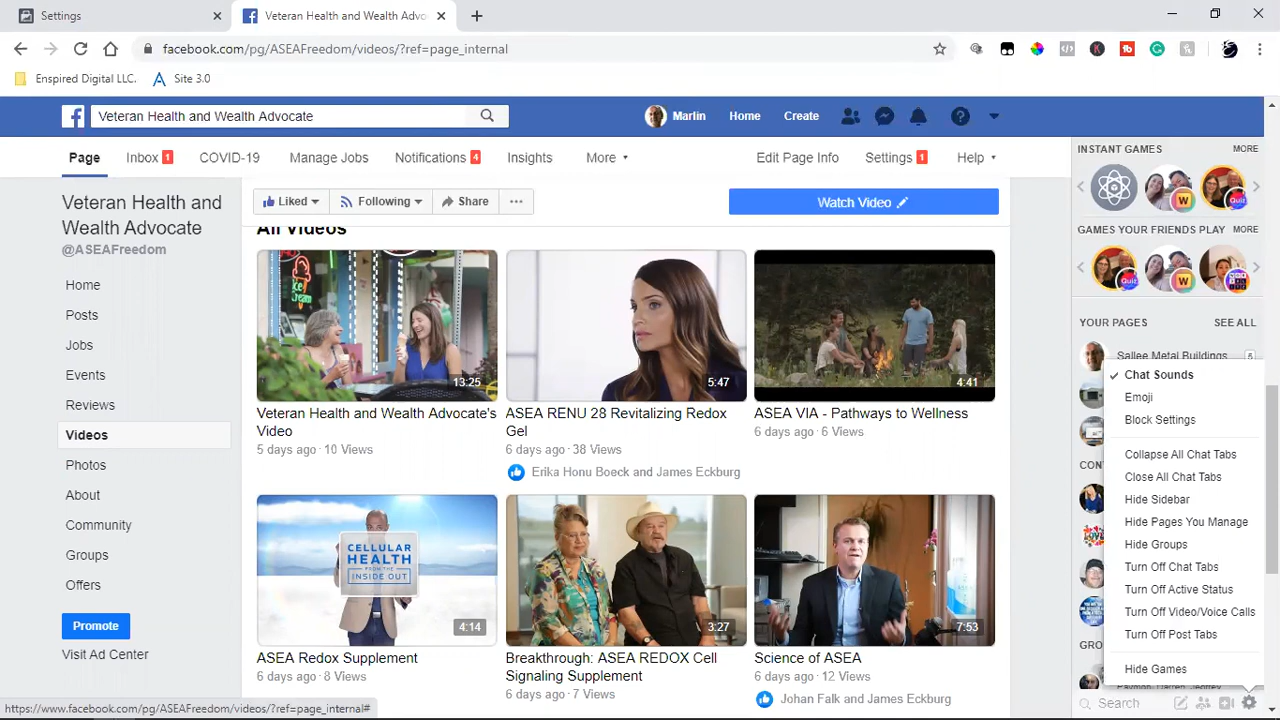 Settings
Veteran Health and Wealth Advo
facebook.com/pg/ASEAFreedom/videos/?ref=page_internal
Enspired Digital LLC.
Site 3.0
Veteran Health and Wealth Advocate
Marlin
Home
Create
Page
Inbox 1
COVID-19
Manage Jobs
Notifications 4
Insights
More
Edit Page Info
Settings 1
Help
Veteran Health and
Wealth Advocate
@ASEAFreedom
Home
Posts
Jobs
Events
Reviews
Videos
Photos
About
Community
Groups
Offers
Promote
Visit Ad Center
https://www.facebook.com/pg/ASEAFreedom/videos/?ref=page_internal#
Liked
Following
Share
Watch Video
All Videos
13:25
Veteran Health and Wealth Advocate's
Video
5 days ago · 10 Views
5:47
ASEA RENU 28 Revitalizing Redox
Gel
6 days ago · 38 Views
Erika Honu Boeck and James Eckburg
4:41
ASEA VIA - Pathways to Wellness
6 days ago · 6 Views
CELLULAR
HEALTH
FROM THE
INSIDE OUT
4:14
ASEA Redox Supplement
6 days ago · 8 Views
3:27
Breakthrough: ASEA REDOX Cell
Signaling Supplement
6 days ago · 7 Views
7:53
Science of ASEA
6 days ago · 12 Views
Johan Falk and James Eckburg
INSTANT GAMES
MORE
W
Quiz
GAMES YOUR FRIENDS PLAY
MORE
Quiz
W
YOUR PAGES
SEE ALL
Sallee Metal Buildings
5
CON
GRO
Chat Sounds
Emoji
Block Settings
Collapse All Chat Tabs
Close All Chat Tabs
Hide Sidebar
Hide Pages You Manage
Hide Groups
Turn Off Chat Tabs
Turn Off Active Status
Turn Off Video/Voice Calls
Turn Off Post Tabs
Hide Games
Search